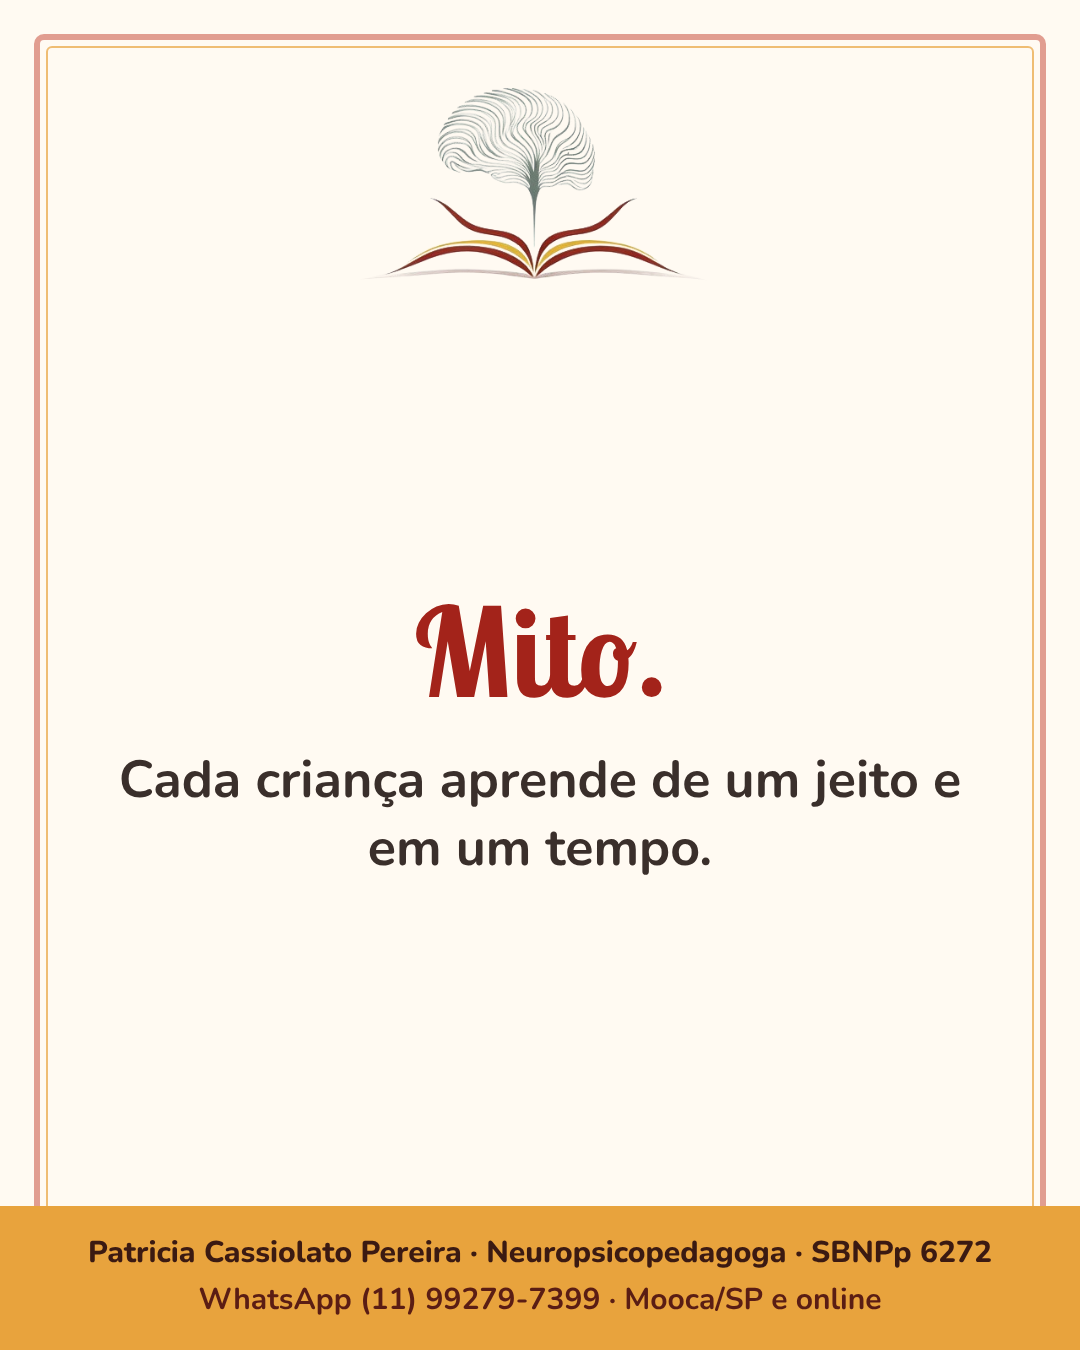 Mito.
Cada criança aprende de um jeito e
em um tempo.
Patricia Cassiolato Pereira · Neuropsicopedagoga · SBNPp 6272
WhatsApp (11) 99279-7399 · Mooca/SP e online